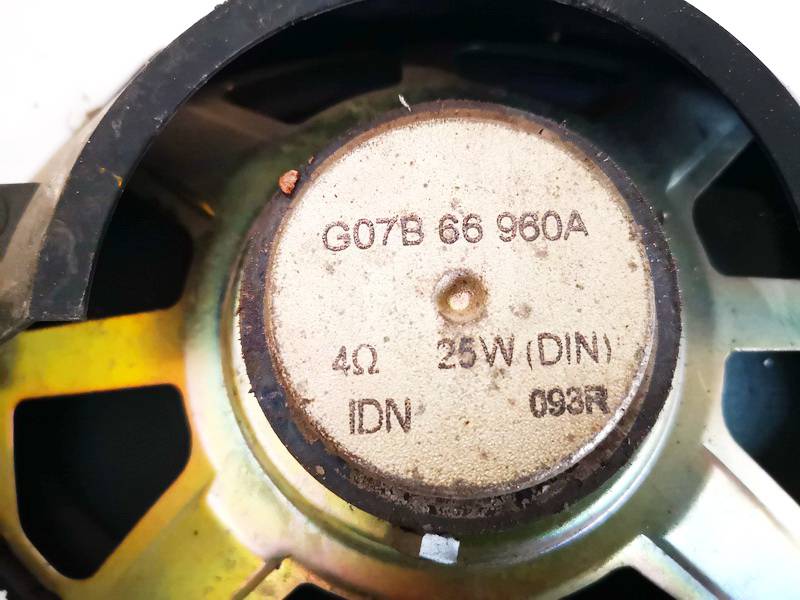 G07B 66 960A
4Ω 25W (DIN)
IDN 093R